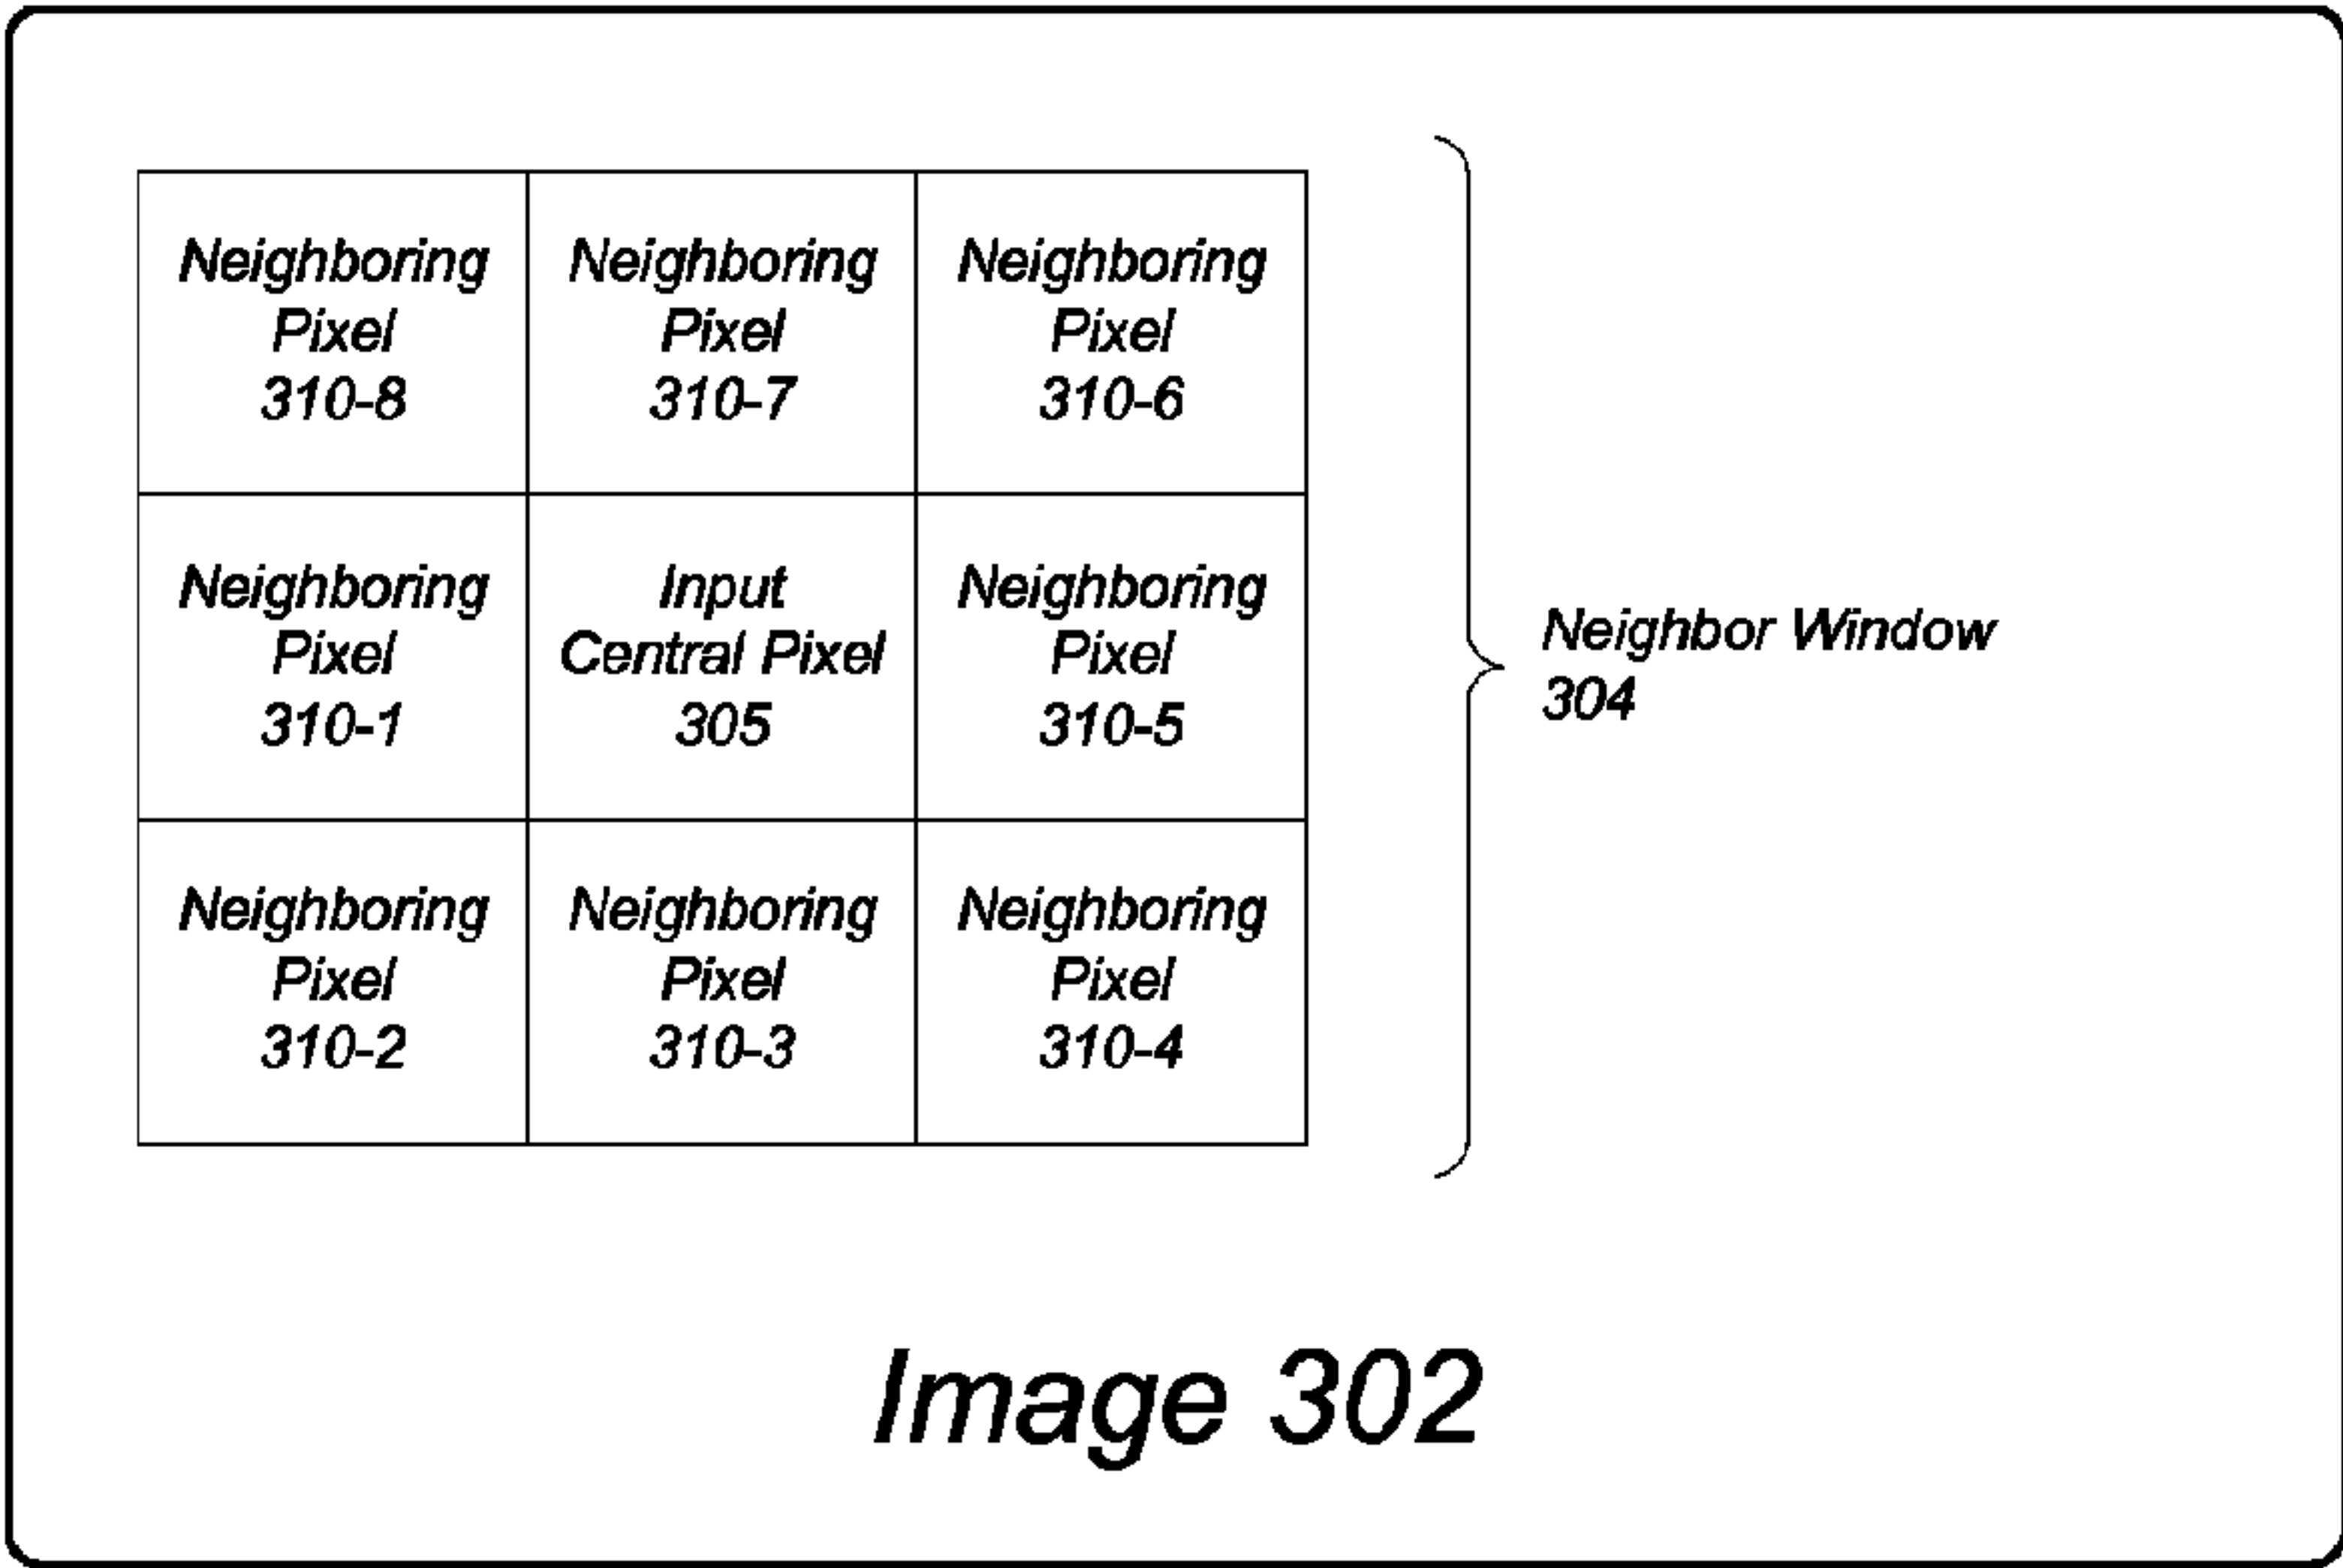 Neighboring
Pixel
310-8
Neighboring
Pixel
310-7
Neighboring
Pixel
310-6
Neighboring
Pixel
310-1
Input
Central Pixel
305
Neighboring
Pixel
310-5
Neighboring
Pixel
310-2
Neighboring
Pixel
310-3
Neighboring
Pixel
310-4
Neighbor Window
304
Image 302